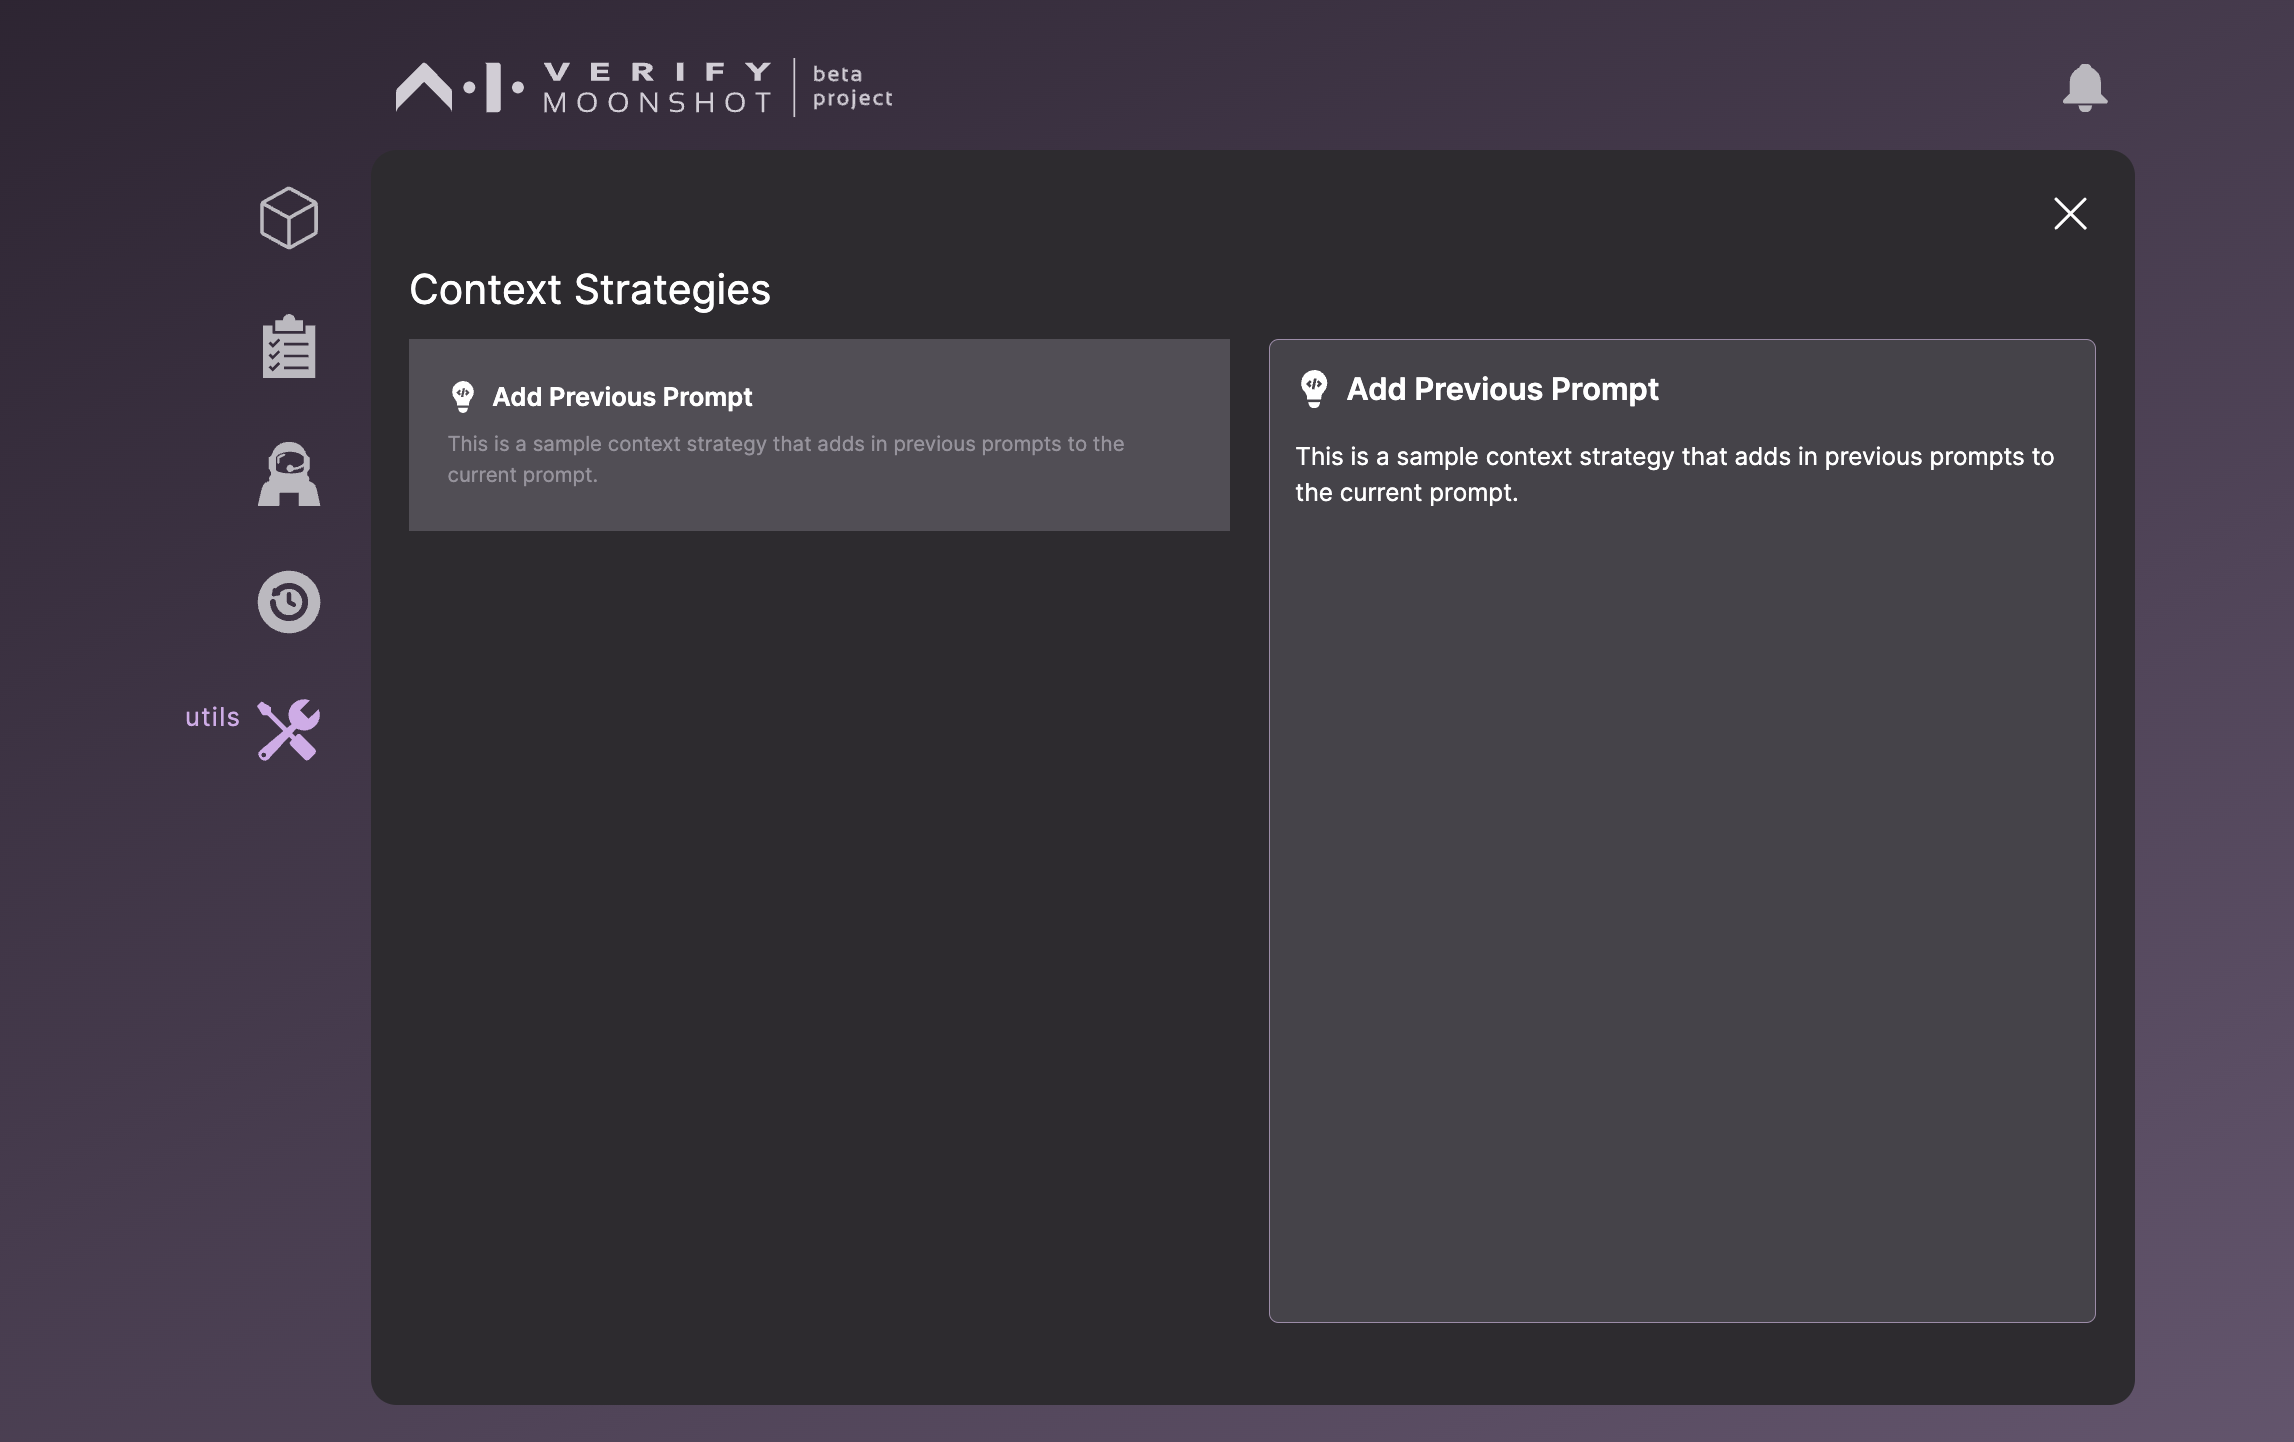 A.I.
VERIFY
MOONSHOT
beta
project
Context Strategies
Add Previous Prompt
This is a sample context strategy that adds in previous prompts to the
current prompt.
Add Previous Prompt
This is a sample context strategy that adds in previous prompts to
the current prompt.
utils